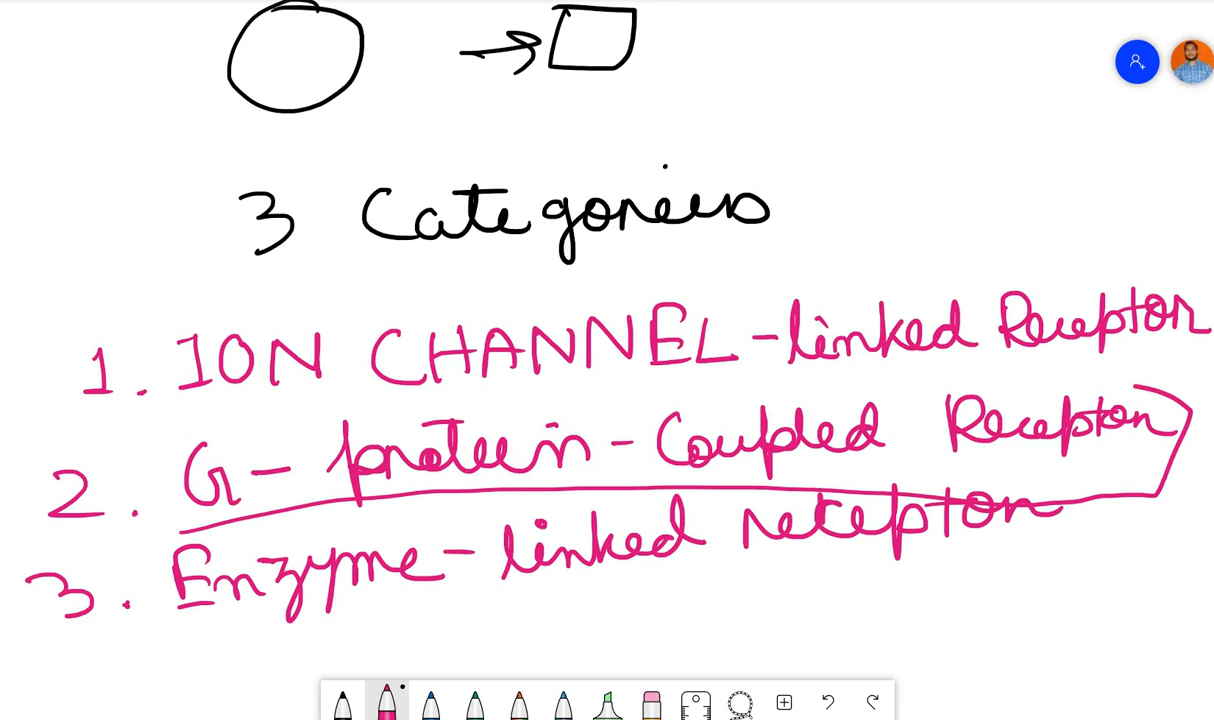 3 Categories
1. ION CHANNEL-linked Receptor
2. G-protein-Coupled Receptor
3. Enzyme-linked receptor